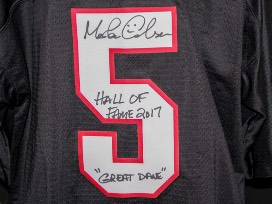 5
HALL OF
FAME 2017
"GREAT DANE"